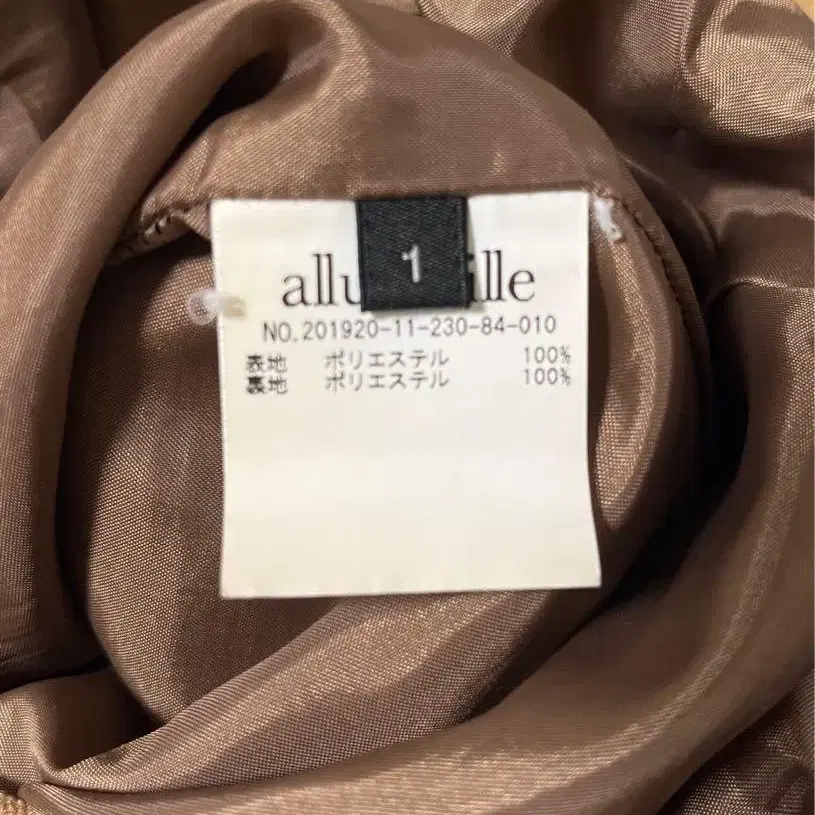 1
allu ille
NO.201920-11-230-84-010
表地 ポリエステル 100%
裏地 ポリエステル 100%